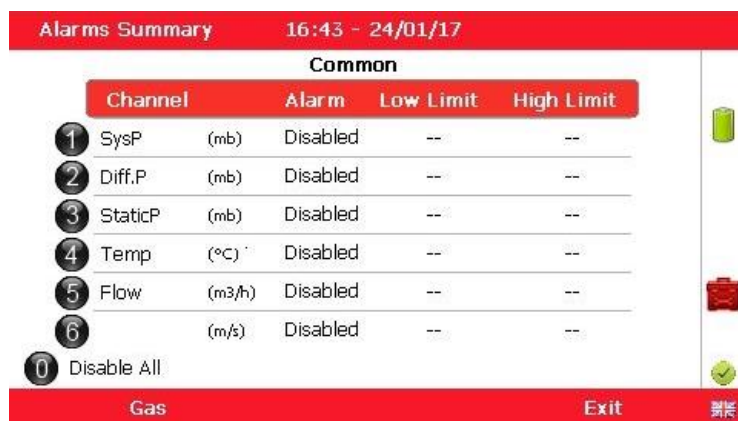 Alarms Summary 16:43 - 24/01/17
Common
Channel Alarm Low Limit High Limit
1 SysP (mb) Disabled -- --
2 Diff.P (mb) Disabled -- --
3 StaticP (mb) Disabled -- --
4 Temp (ºC) Disabled -- --
5 Flow (m3/h) Disabled -- --
6 (m/s) Disabled -- --
0 Disable All
Gas Exit